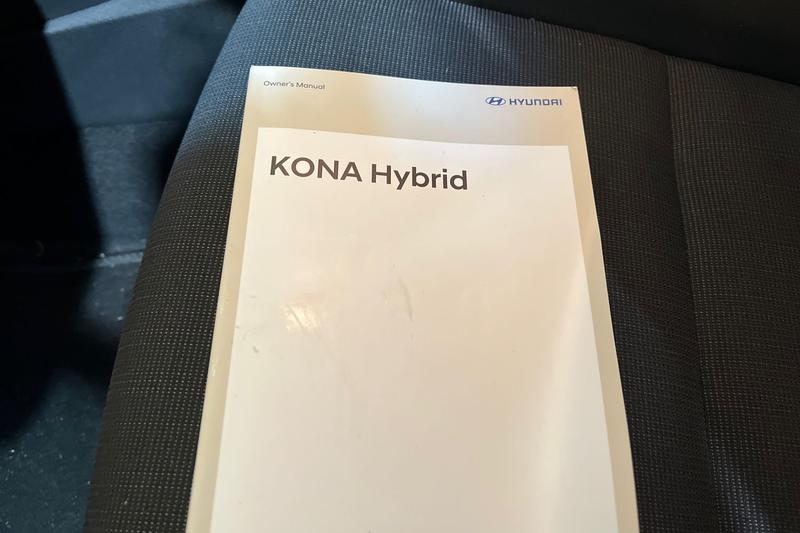 Owner's Manual
HYUNDAI
KONA Hybrid